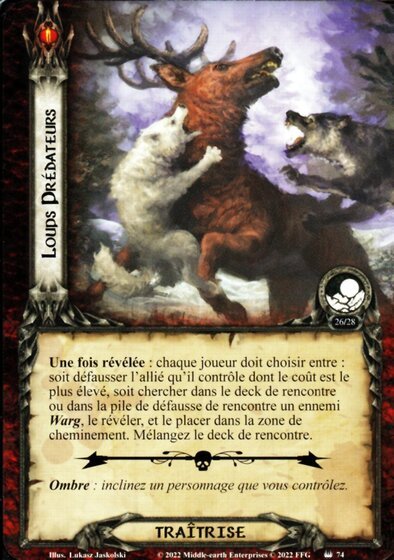 LOUPS PRÉDATEURS
26/28
Une fois révélée : chaque joueur doit choisir entre :
soit défausser l'allié qu'il contrôle dont le coût est le
plus élevé, soit chercher dans le deck de rencontre
ou dans la pile de défausse de rencontre un ennemi
Warg, le révéler, et le placer dans la zone de
cheminement. Mélangez le deck de rencontre.
Ombre : inclinez un personnage que vous contrôlez.
TRAÎTRISE
Illus. Lukasz Jaskolski © 2022 Middle-earth Enterprises © 2022 FFG 74